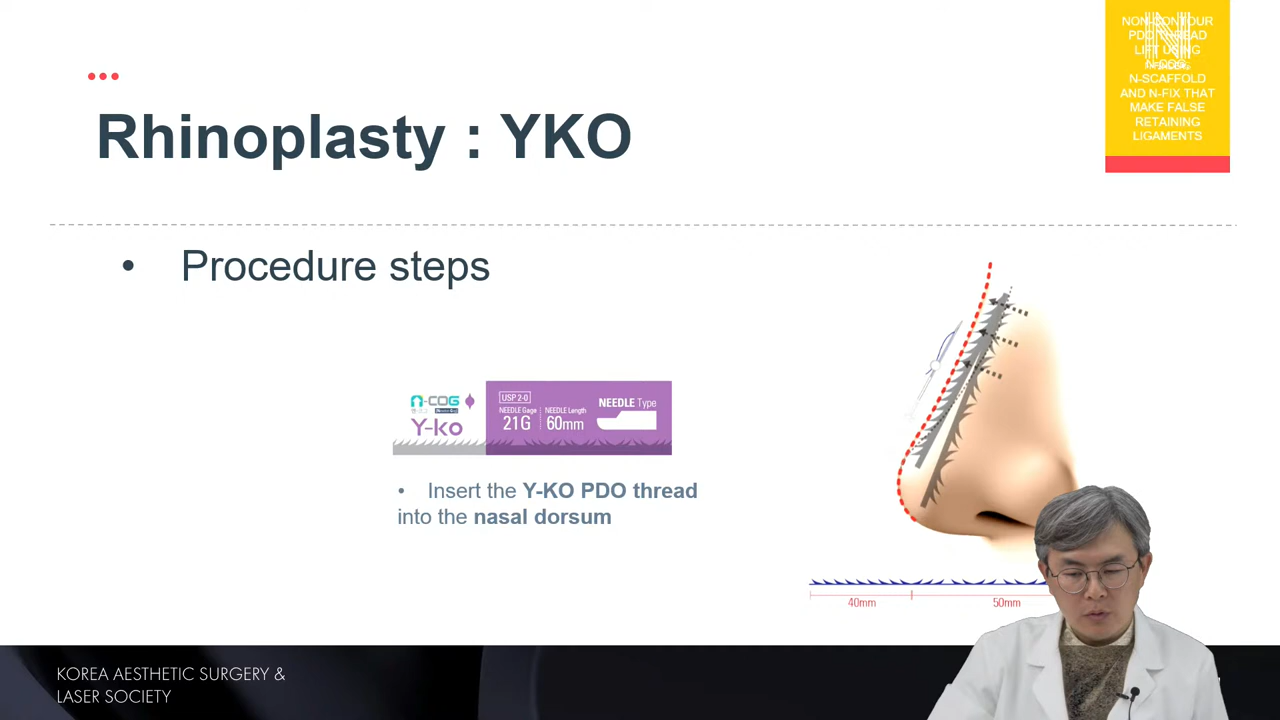 NON-CONTOUR
PDO THREAD
LIFT USING
N-COG,
N-SCAFFOLD
AND N-FIX THAT
MAKE FALSE
RETAINING
LIGAMENTS
Rhinoplasty : YKO
• Procedure steps
n-COG
Y-ko
USP 2-0
NEEDLE Gage
21G
NEEDLE Length
60mm
NEEDLE Type
• Insert the Y-KO PDO thread
into the nasal dorsum
40mm
50mm
KOREA AESTHETIC SURGERY &
LASER SOCIETY